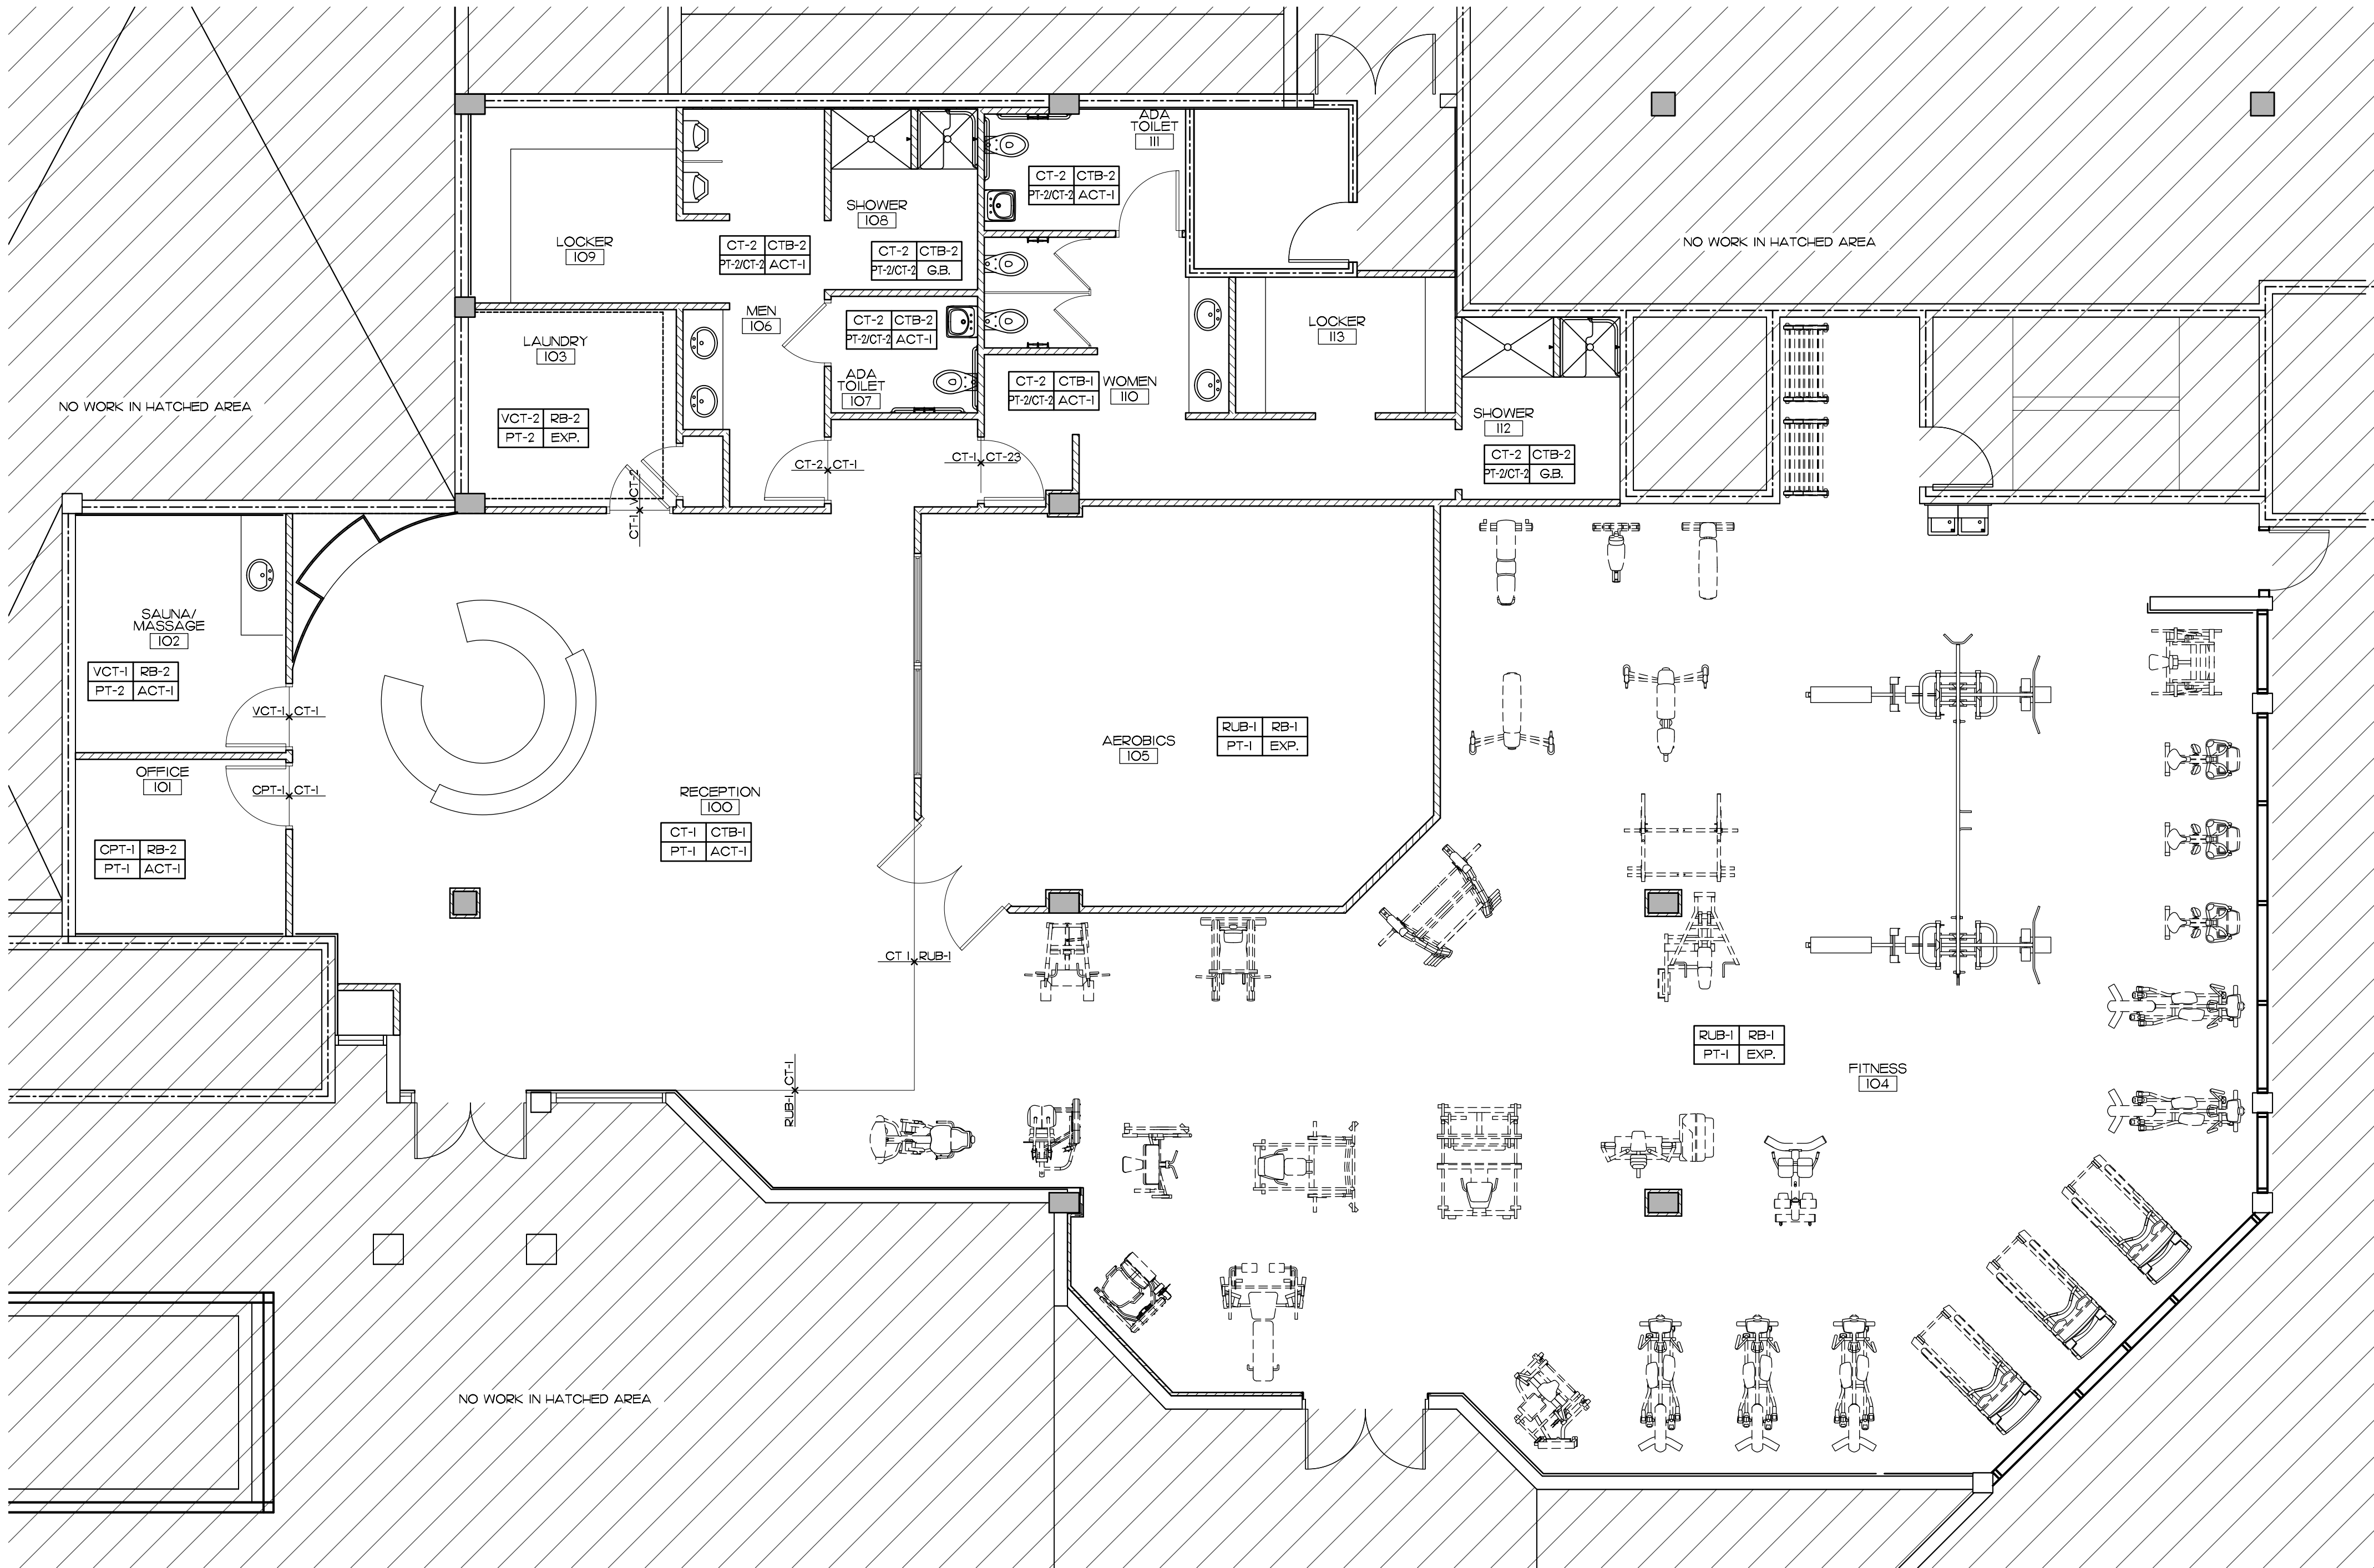 ADA
TOILET
111
CT-2 CTB-2
PT-2/CT-2 ACT-1
SHOWER
108
CT-2 CTB-2
PT-2/CT-2 G.B.
LOCKER
109
CT-2 CTB-2
PT-2/CT-2 ACT-1
NO WORK IN HATCHED AREA
MEN
106
CT-2 CTB-2
PT-2/CT-2 ACT-1
ADA
TOILET
107
LAUNDRY
103
VCT-2 RB-2
PT-2 EXP.
LOCKER
113
CT-2 CTB-1
PT-2/CT-2 ACT-1
WOMEN
110
SHOWER
112
CT-2 CTB-2
PT-2/CT-2 G.B.
NO WORK IN HATCHED AREA
CT-2 CT-1
CT-1 CT-23
CT-1 VCT-2
SAUNA/
MASSAGE
102
VCT-1 RB-2
PT-2 ACT-1
VCT-1 CT-1
OFFICE
101
CPT-1 CT-1
CPT-1 RB-2
PT-1 ACT-1
RECEPTION
100
CT-1 CTB-1
PT-1 ACT-1
AEROBICS
105
RUB-1 RB-1
PT-1 EXP.
CT 1 RUB-1
RUB-1 CT-1
RUB-1 RB-1
PT-1 EXP.
FITNESS
104
NO WORK IN HATCHED AREA